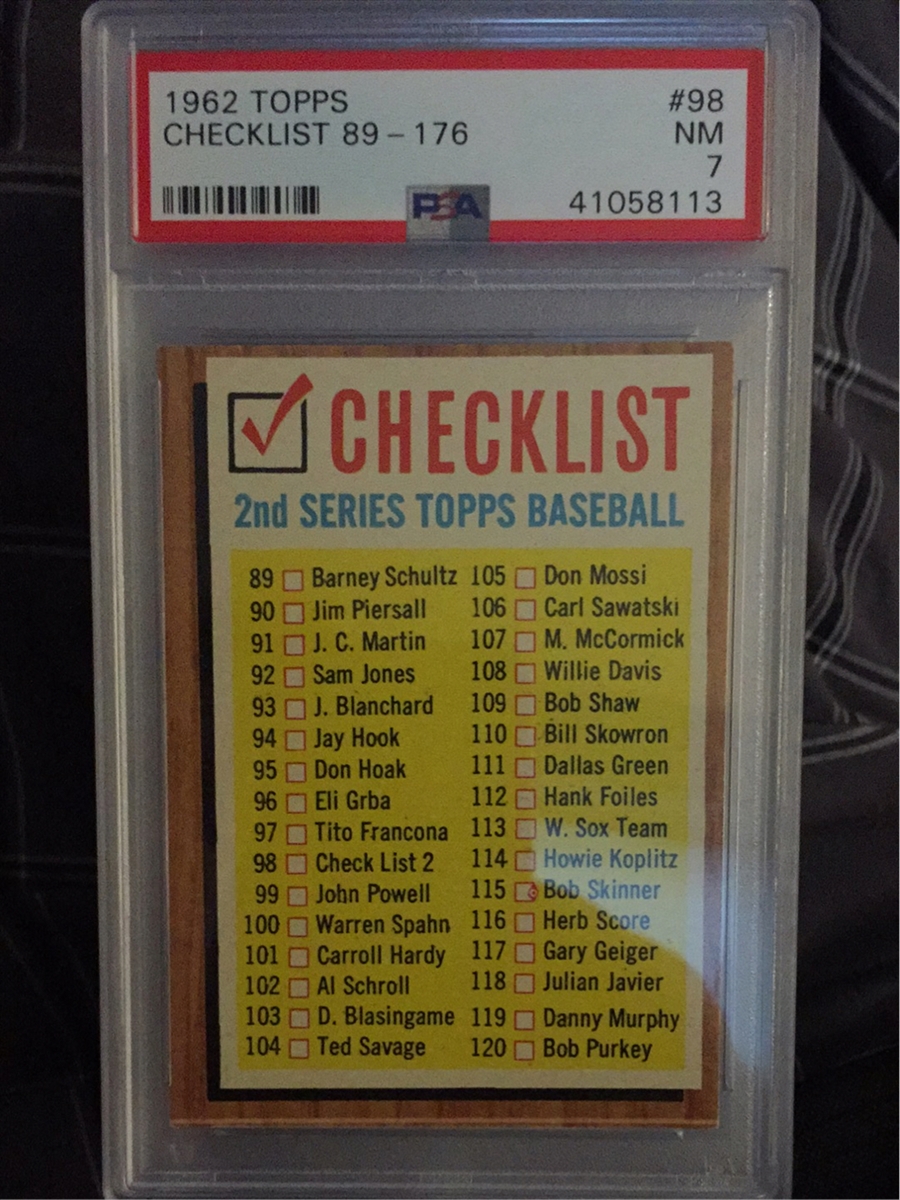 1962 TOPPS #98
CHECKLIST 89 - 176 NM
7
PSA 41058113
CHECKLIST
2nd SERIES TOPPS BASEBALL
89 Barney Schultz
90 Jim Piersall
91 J. C. Martin
92 Sam Jones
93 J. Blanchard
94 Jay Hook
95 Don Hoak
96 Eli Grba
97 Tito Francona
98 Check List 2
99 John Powell
100 Warren Spahn
101 Carroll Hardy
102 Al Schroll
103 D. Blasingame
104 Ted Savage
105 Don Mossi
106 Carl Sawatski
107 M. McCormick
108 Willie Davis
109 Bob Shaw
110 Bill Skowron
111 Dallas Green
112 Hank Foiles
113 W. Sox Team
114 Howie Koplitz
115 Bob Skinner
116 Herb Score
117 Gary Geiger
118 Julian Javier
119 Danny Murphy
120 Bob Purkey